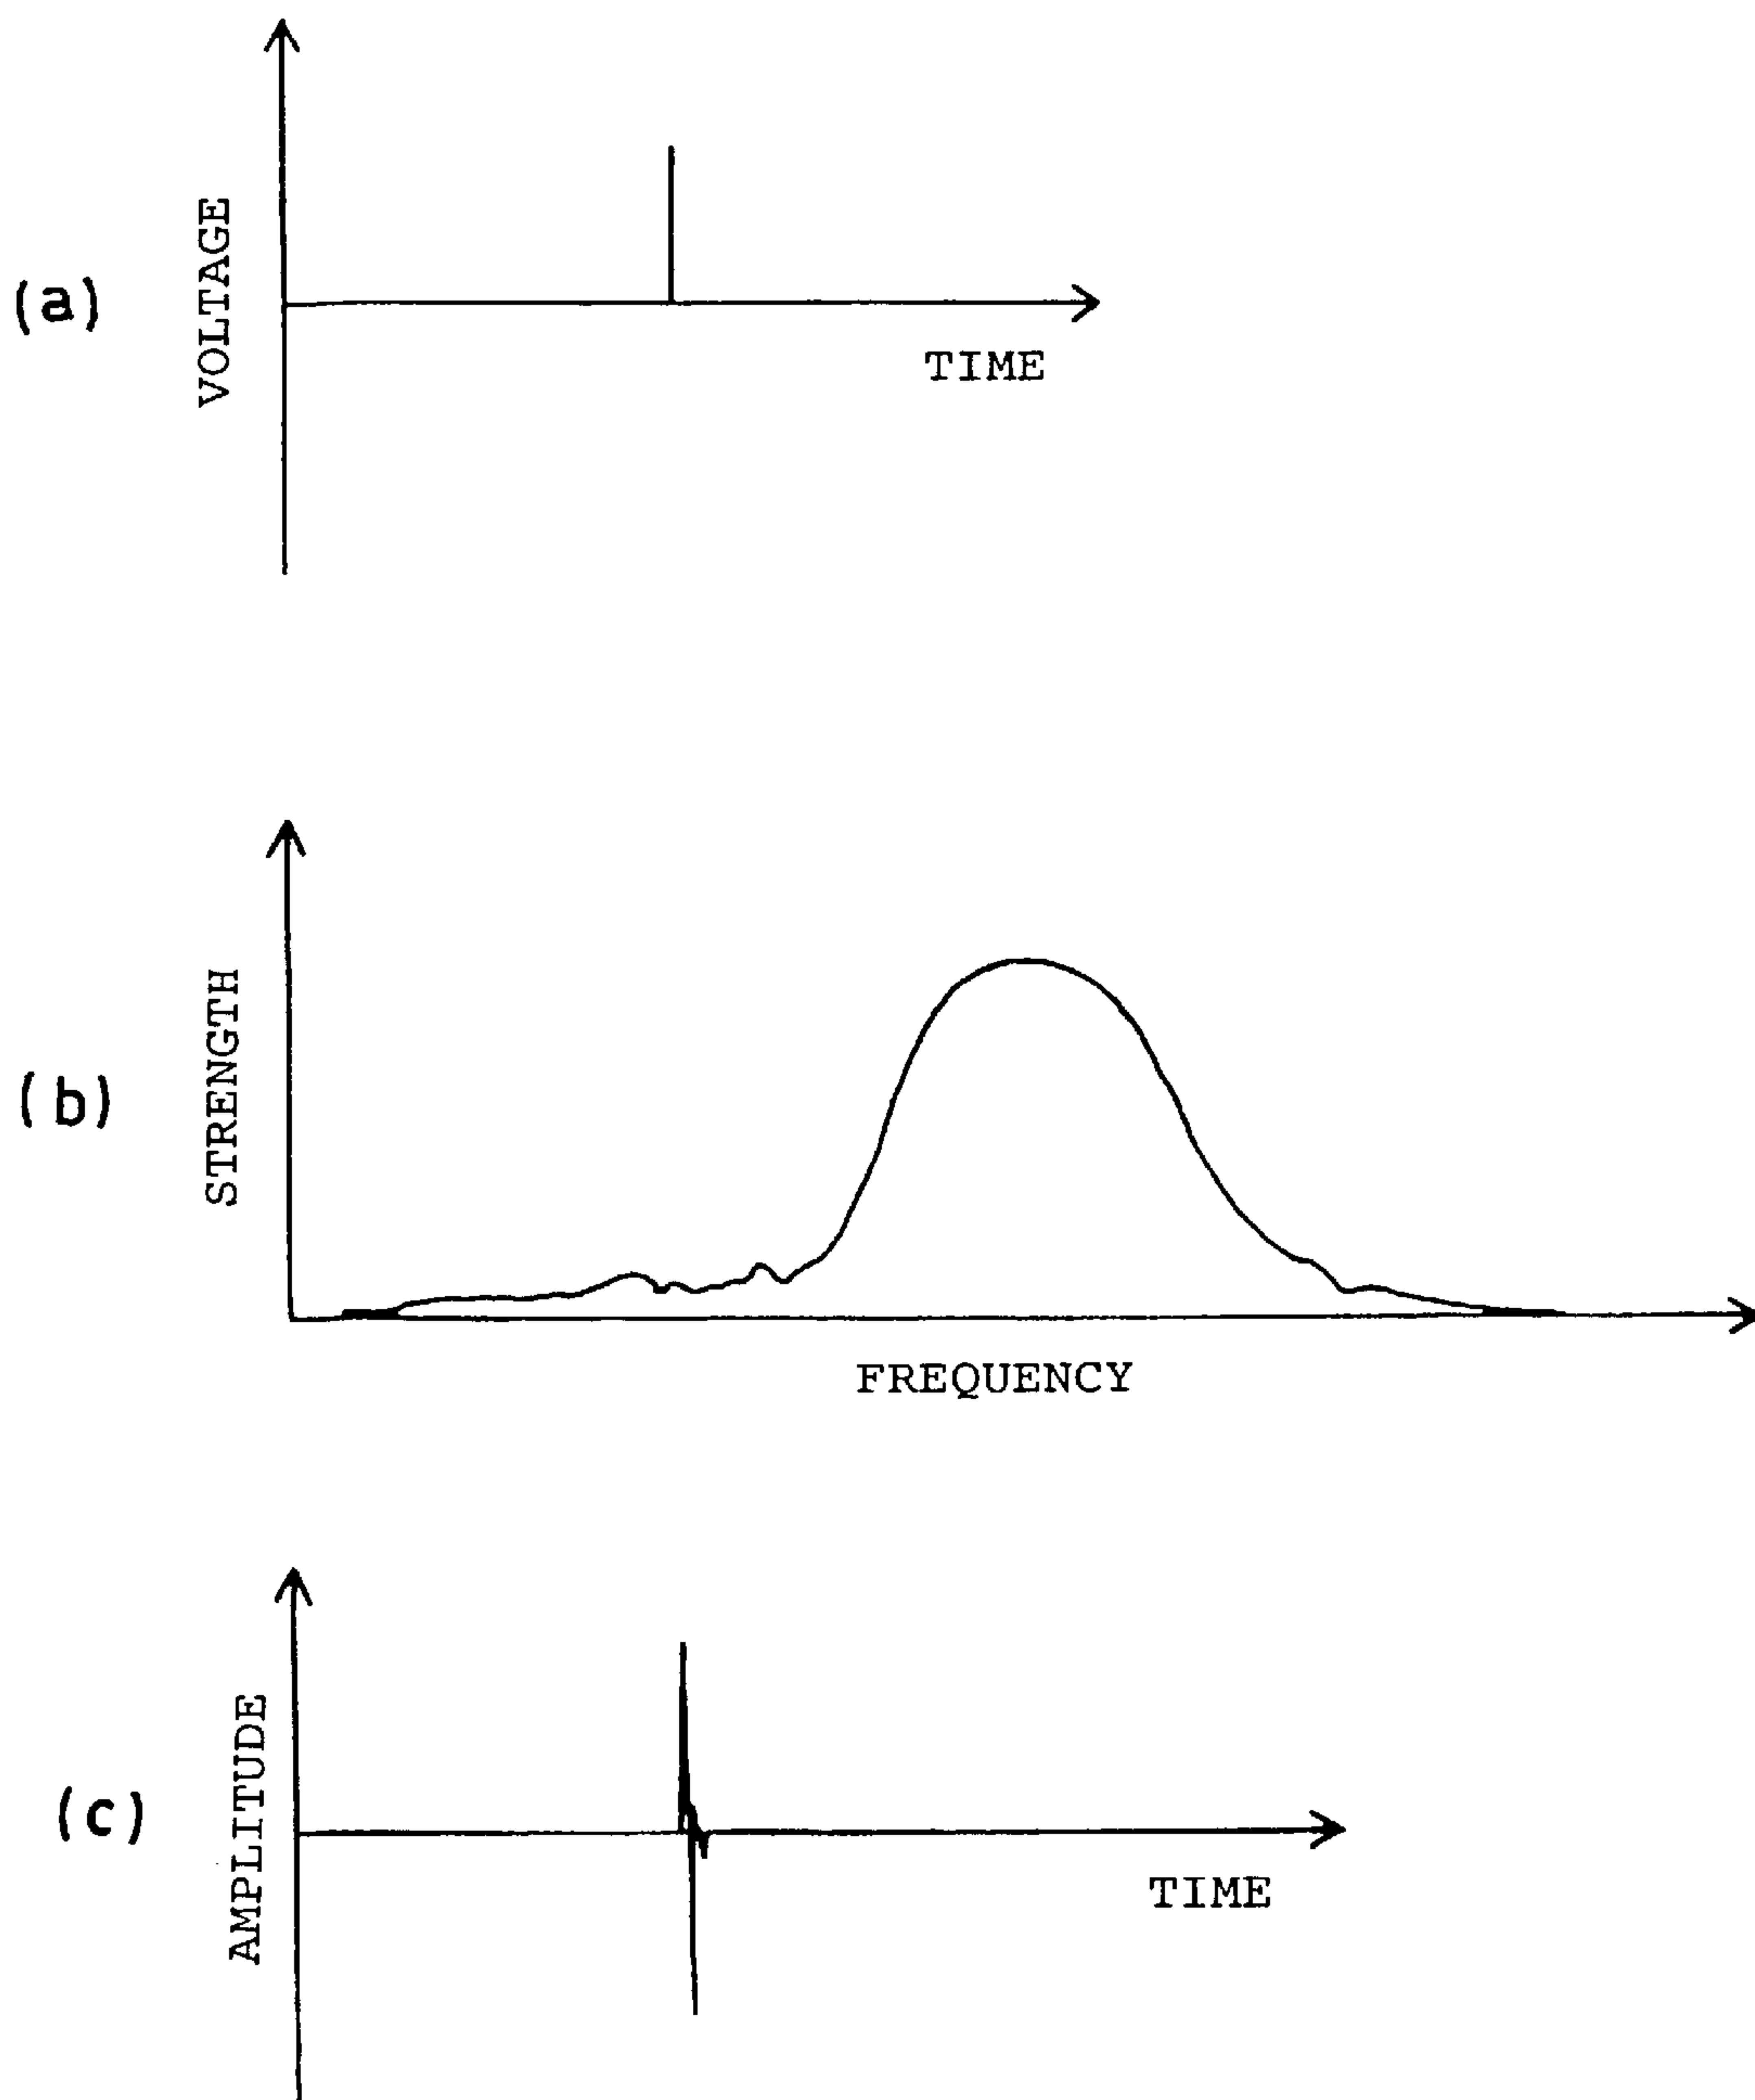 (a)
VOLTAGE
TIME
(b)
STRENGTH
FREQUENCY
(c)
AMPLITUDE
TIME